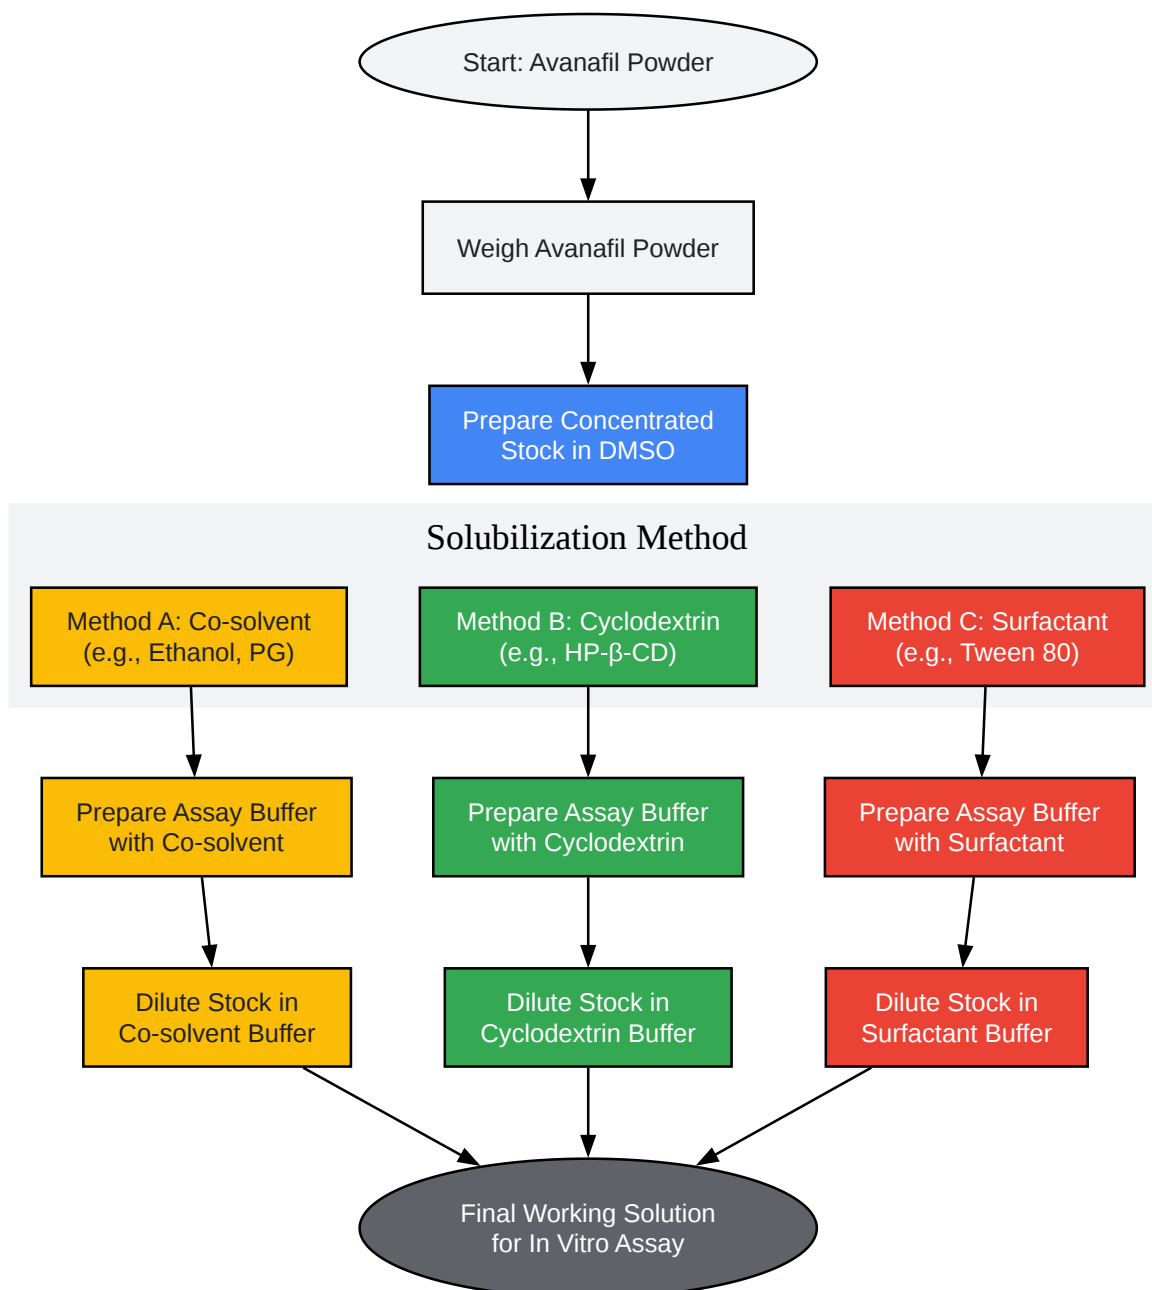 Start: Avanafil Powder
Weigh Avanafil Powder
Prepare Concentrated
Stock in DMSO
Solubilization Method
Method A: Co-solvent
(e.g., Ethanol, PG)
Method B: Cyclodextrin
(e.g., HP-β-CD)
Method C: Surfactant
(e.g., Tween 80)
Prepare Assay Buffer
with Co-solvent
Prepare Assay Buffer
with Cyclodextrin
Prepare Assay Buffer
with Surfactant
Dilute Stock in
Co-solvent Buffer
Dilute Stock in
Cyclodextrin Buffer
Dilute Stock in
Surfactant Buffer
Final Working Solution
for In Vitro Assay